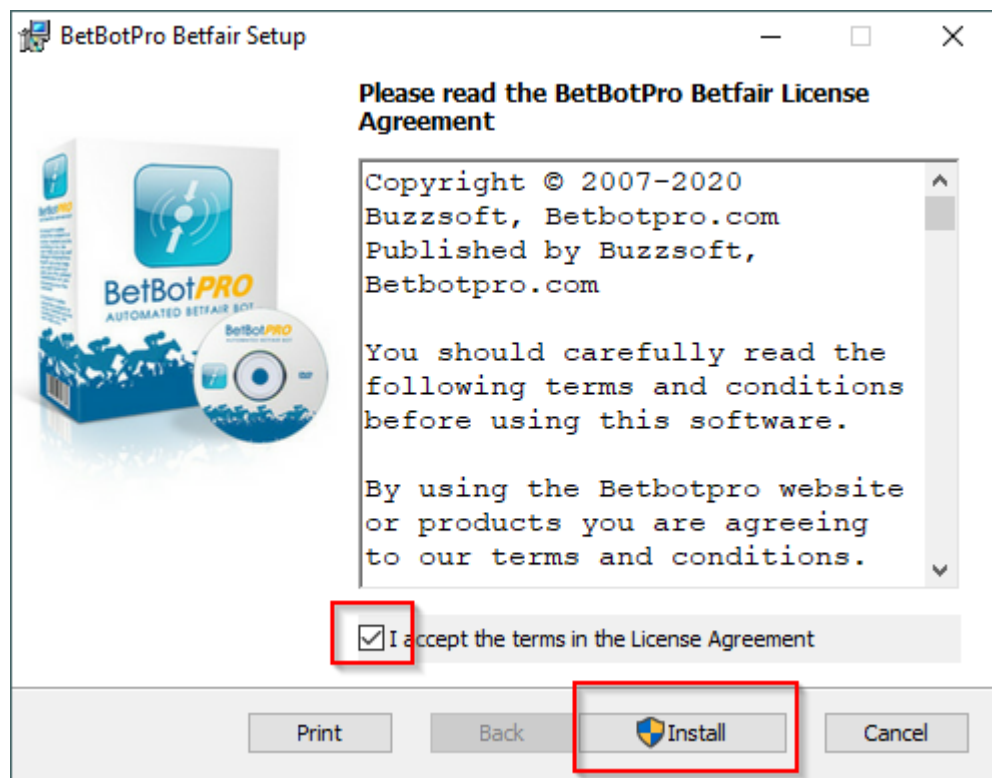 BetBotPro Betfair Setup
Please read the BetBotPro Betfair License
Agreement
Copyright © 2007-2020
Buzzsoft, Betbotpro.com
Published by Buzzsoft,
Betbotpro.com
You should carefully read the
following terms and conditions
before using this software.
By using the Betbotpro website
or products you are agreeing
to our terms and conditions.
BetBotPRO
AUTOMATED BETFAIR BOT
BetBotPRO
I accept the terms in the License Agreement
Print
Back
Install
Cancel